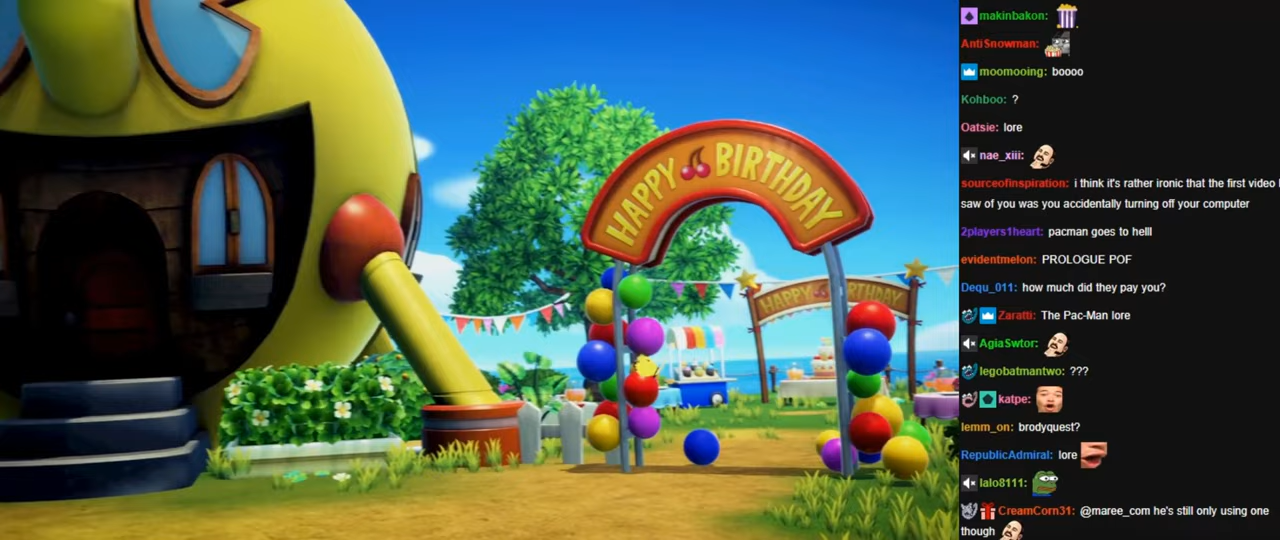 HAPPY BIRTHDAY
HAPPY BIRTHDAY
makinbakon:
AntiSnowman:
moomooing: boooo
Kohboo: ?
Oatsie: lore
nae_xiii:
sourceofinspiration: i think it's rather ironic that the first video I
saw of you was you accidentally turning off your computer
2players1heart: pacman goes to helll
evidentmelon: PROLOGUE POF
Dequ_011: how much did they pay you?
Zaratti: The Pac-Man lore
AgiaSwtor:
legobatmantwo: ???
katpe:
lemm_on: brodyquest?
RepublicAdmiral: lore
lalo8111:
CreamCorn31: @maree_com he's still only using one
though